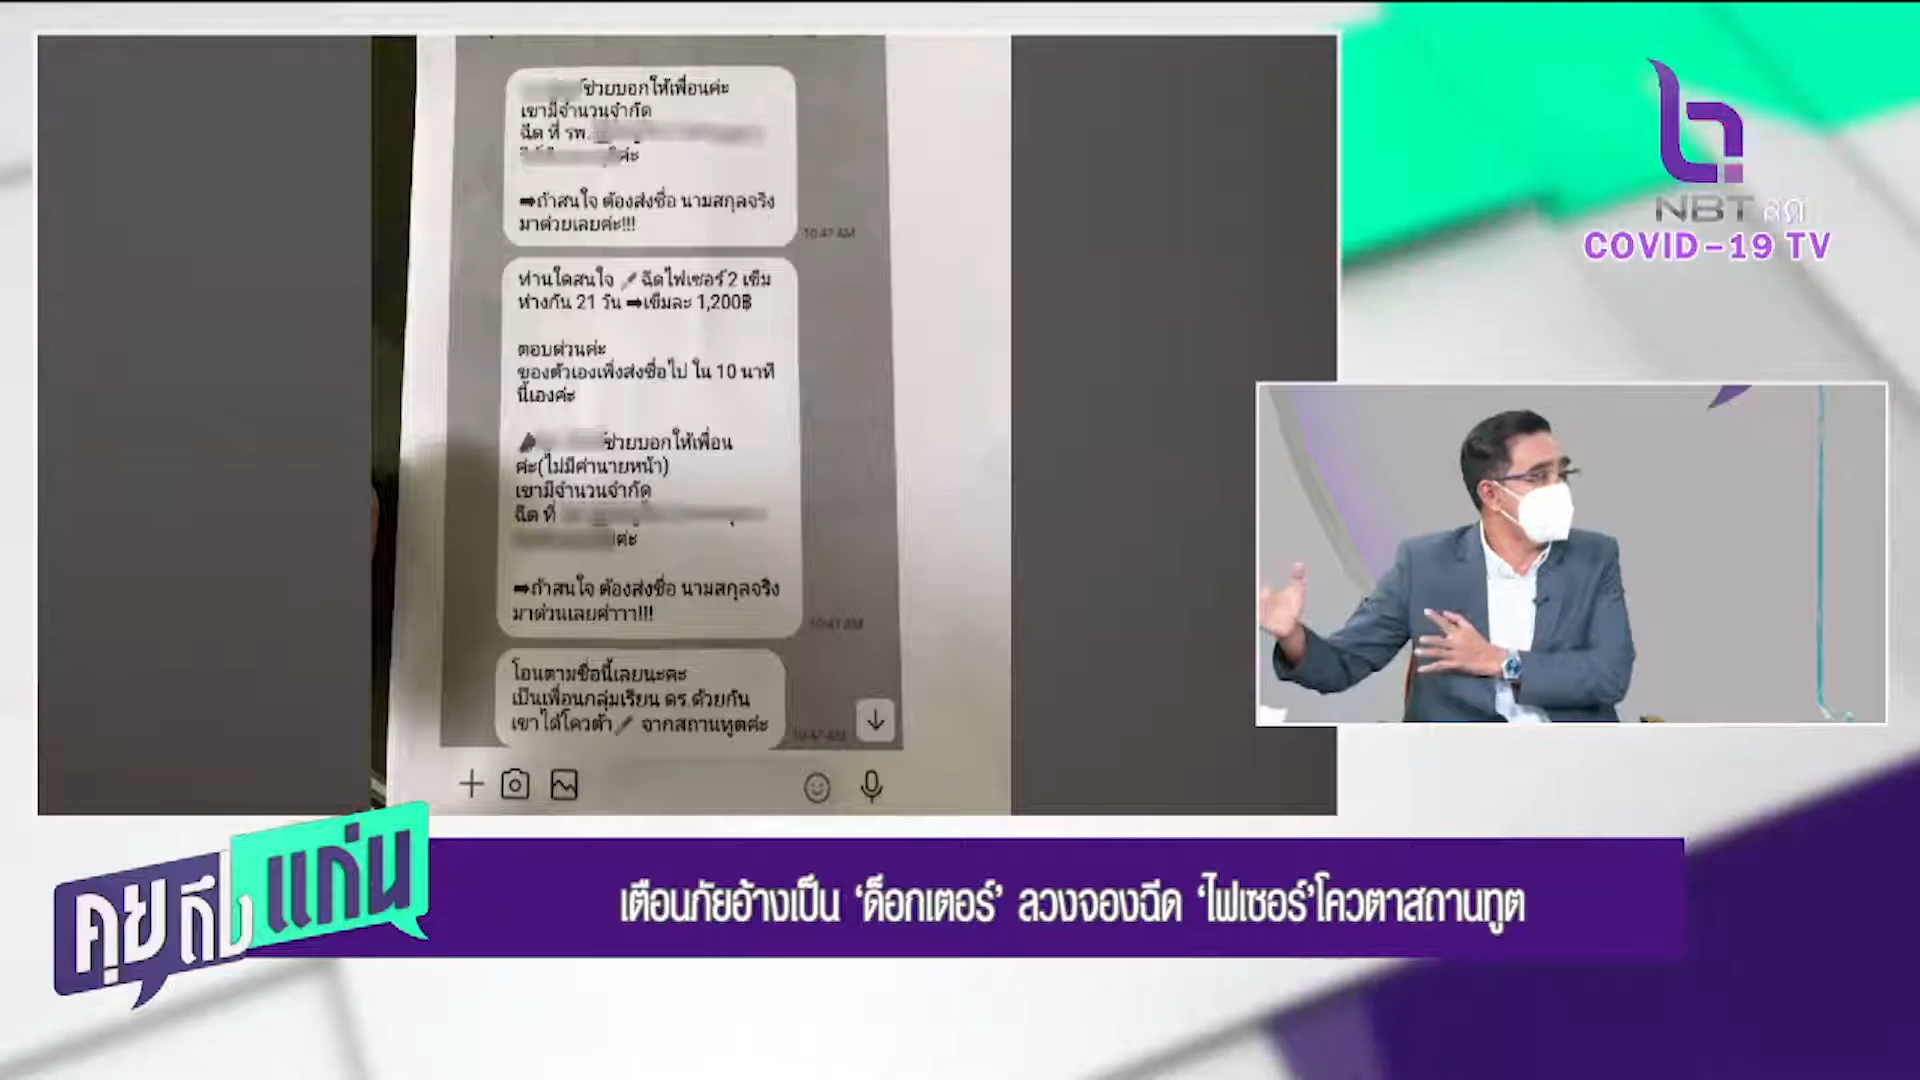 ช่วยบอกให้เพื่อนค่ะ
เขามีจำนวนจำกัด
ฉีด ที่ รพ.
ค่ะ
➡ถ้าสนใจ ต้องส่งชื่อ นามสกุลจริง
มาด่วยเลยค่ะ!!!
10:47 AM
ท่านใดสนใจ 💉ฉีดไฟเซอร์ 2 เข็ม
ห่างกัน 21 วัน ➡เข็มละ 1,200฿
ตอบด่วนค่ะ
ของตัวเองเพิ่งส่งชื่อไป ใน 10 นาที
นี้เองค่ะ
ช่วยบอกให้เพื่อน
ค่ะ(ไม่มีค่านายหน้า)
เขามีจำนวนจำกัด
ฉีด ที่
ค่ะ
➡ถ้าสนใจ ต้องส่งชื่อ นามสกุลจริง
มาด่วนเลยค่าาา!!!
10:47 AM
โอนตามชื่อนี้เลยนะคะ
เป็นเพื่อนกลุ่มเรียน ดร.ด้วยกัน
เขาได้โควต้า💉 จากสถานทูตค่ะ
10:47 AM
NBT สด
COVID-19 TV
คุยถึงแก่น
เตือนภัยอ้างเป็น ‘ด็อกเตอร์’ ลวงจองฉีด ‘ไฟเซอร์’โควตาสถานทูต